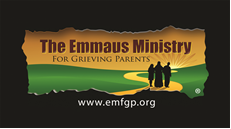 The Emmaus Ministry
FOR GRIEVING PARENTS
®
www.emfgp.org